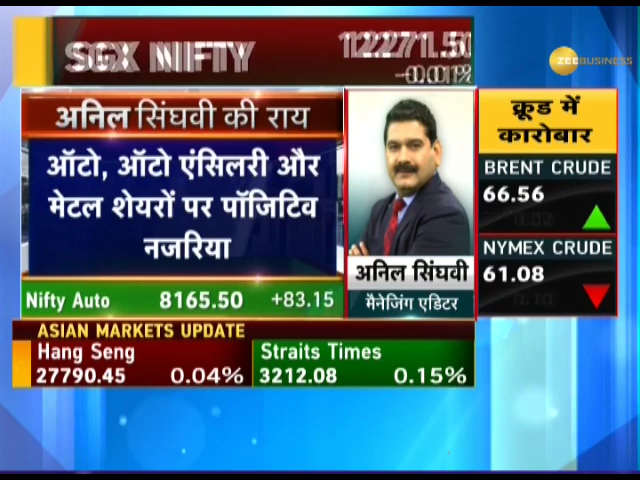 SGX NIFTY
ZEE BUSINESS
अनिल सिंघवी की राय
ऑटो, ऑटो एंसिलरी और
मेटल शेयरों पर पॉजिटिव
नजरिया
Nifty Auto 8165.50 +83.15
अनिल सिंघवी
मैनेजिंग एडिटर
क्रूड में
कारोबार
BRENT CRUDE
66.56
NYMEX CRUDE
61.08
ASIAN MARKETS UPDATE
Hang Seng
27790.45 0.04%
Straits Times
3212.08 0.15%